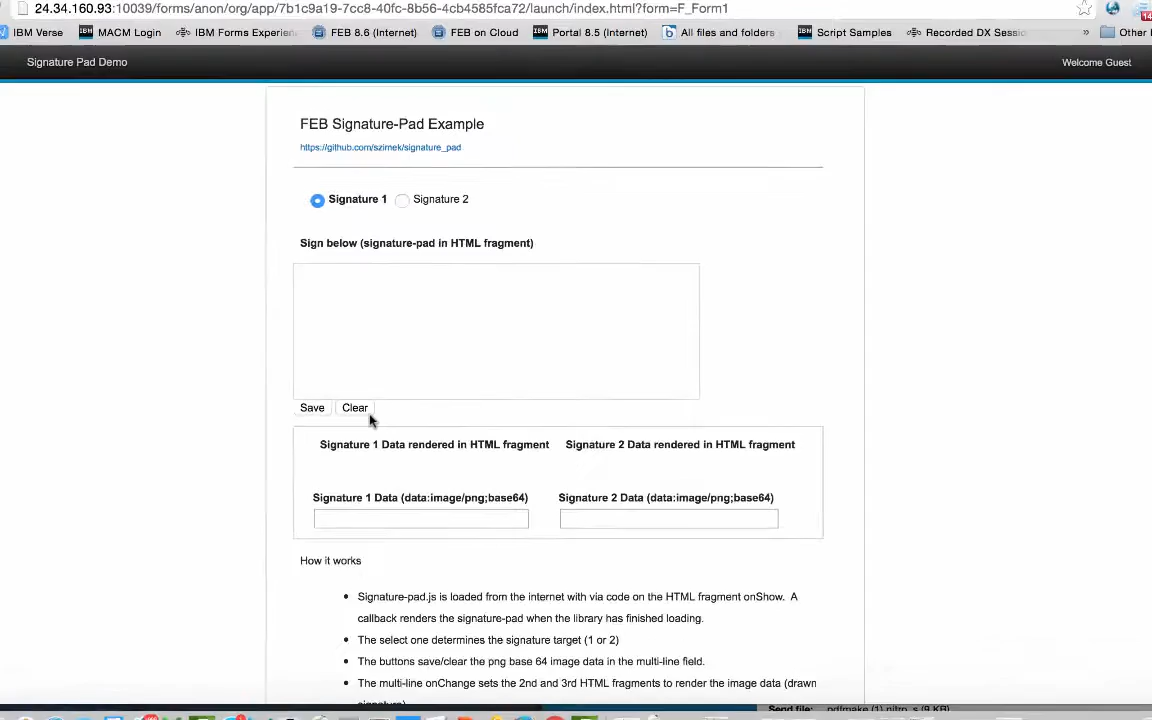 24.34.160.93:10039/forms/anon/org/app/7b1c9a19-7cc8-40fc-8b56-4cb4585fca72/launch/index.html?form=F_Form1
IBM Verse IBM MACM Login IBM Forms Experien FEB 8.6 (Internet) FEB on Cloud IBM Portal 8.5 (Internet) b All files and folders IBM Script Samples Recorded DX Sessio » Other
Signature Pad Demo Welcome Guest
FEB Signature-Pad Example
https://github.com/szimek/signature_pad
Signature 1 Signature 2
Sign below (signature-pad in HTML fragment)
Save Clear
Signature 1 Data rendered in HTML fragment Signature 2 Data rendered in HTML fragment
Signature 1 Data (data:image/png;base64) Signature 2 Data (data:image/png;base64)
How it works
• Signature-pad.js is loaded from the internet with via code on the HTML fragment onShow. A
callback renders the signature-pad when the library has finished loading.
• The select one determines the signature target (1 or 2)
• The buttons save/clear the png base 64 image data in the multi-line field.
• The multi-line onChange sets the 2nd and 3rd HTML fragments to render the image data (drawn
signature)
Send file: